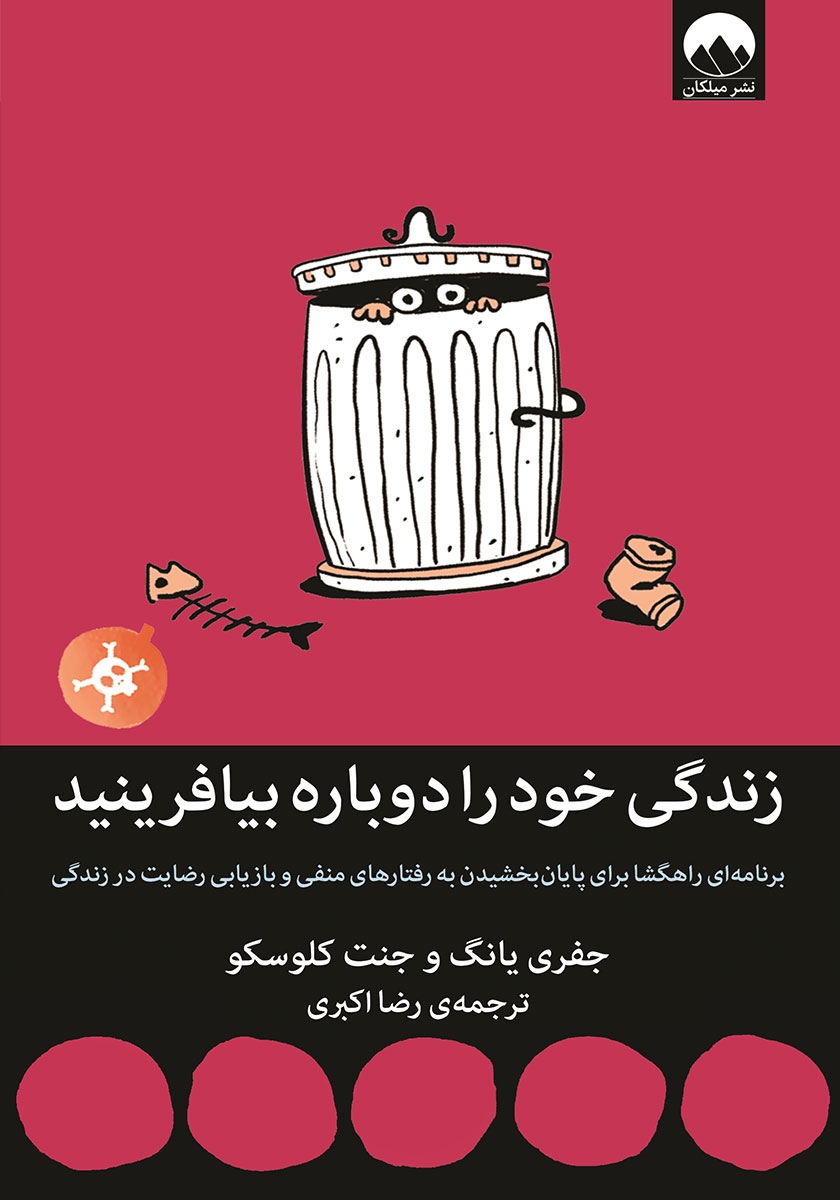 نشر میلکان
زندگی خود را دوباره بیافرینید
برنامه‌ای راهگشا برای پایان‌بخشیدن به رفتارهای منفی و بازیابی رضایت در زندگی
جفری یانگ و جنت کلوسکو
ترجمه‌ی رضا اکبری